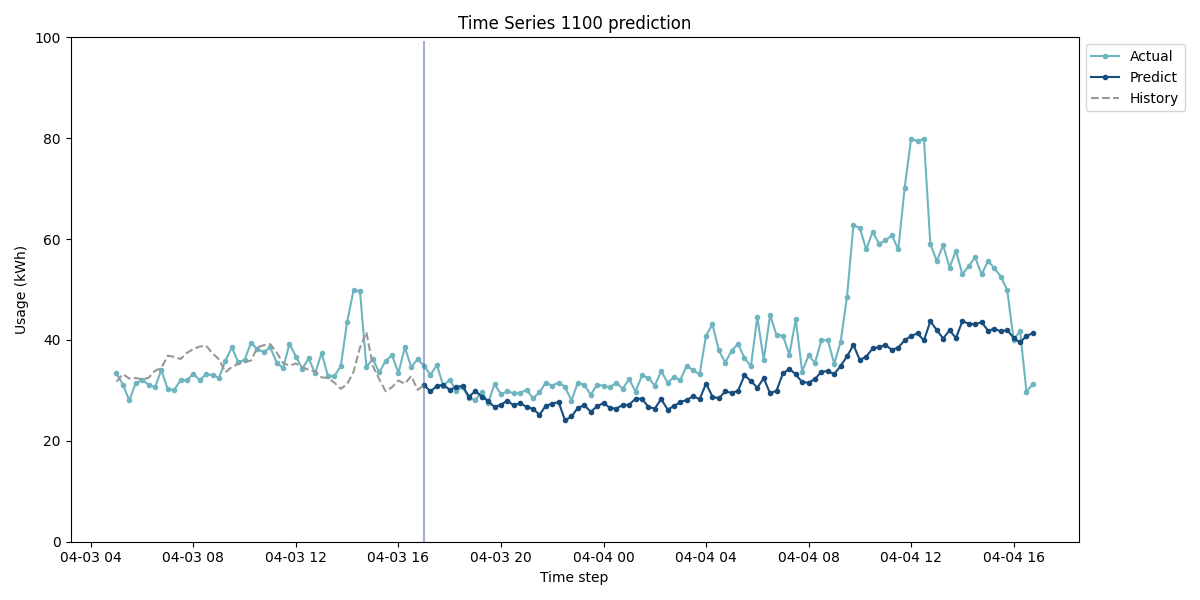 Time Series 1100 prediction
Usage (kWh)
100
80
60
40
20
0
04-03 04
04-03 08
04-03 12
04-03 16
04-03 20
04-04 00
04-04 04
04-04 08
04-04 12
04-04 16
Time step
Actual
Predict
History